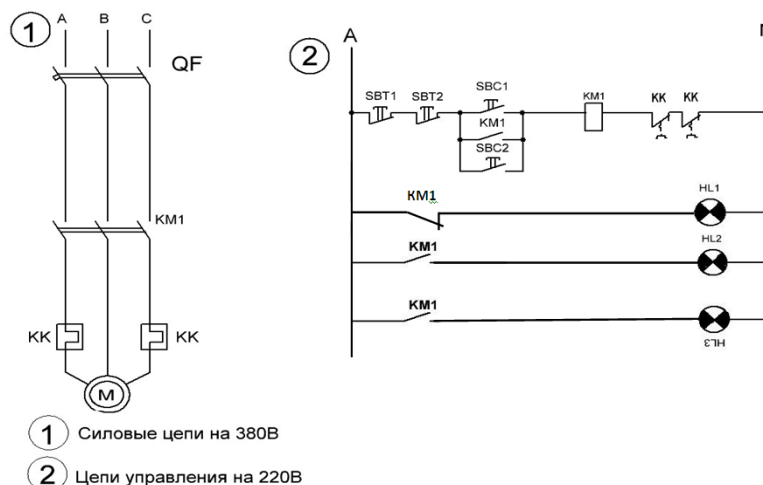 1
A
B
C
QF
KM1
KK
KK
M
2
A
SBT1
SBT2
SBC1
KM1
SBC2
KM1
KK
KK
KM1
HL1
KM1
HL2
KM1
HL3
1 Силовые цепи на 380В
2 Цепи управления на 220В